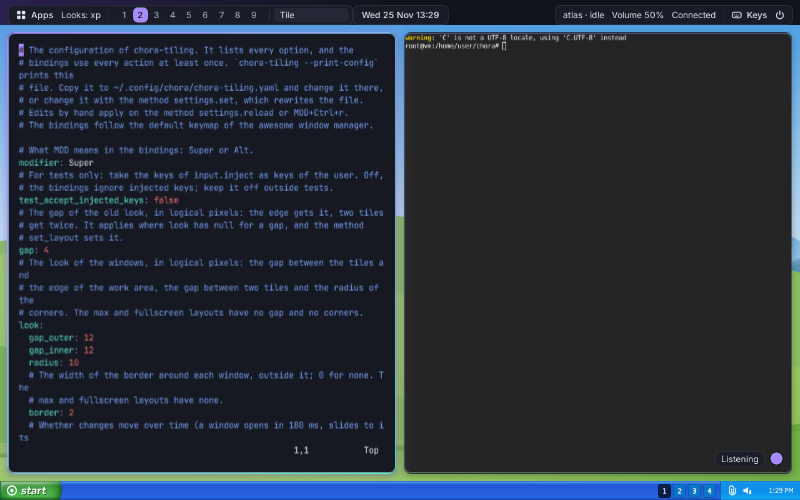 Apps Looks: xp 1 2 3 4 5 6 7 8 9 Tile Wed 25 Nov 13:29 atlas · idle Volume 50% Connected Keys
# The configuration of chora-tiling. It lists every option, and the
# bindings use every action at least once. `chora-tiling --print-config`
prints this
# file. Copy it to ~/.config/chora/chora-tiling.yaml and change it there,
# or change it with the method settings.set, which rewrites the file.
# Edits by hand apply on the method settings.reload or MOD+Ctrl+r.
# The bindings follow the default keymap of the awesome window manager.
# What MOD means in the bindings: Super or Alt.
modifier: Super
# For tests only: take the keys of input.inject as keys of the user. Off,
# the bindings ignore injected keys; keep it off outside tests.
test_accept_injected_keys: false
# The gap of the old look, in logical pixels: the edge gets it, two tiles
# get twice. It applies where look has null for a gap, and the method
# set_layout sets it.
gap: 4
# The look of the windows, in logical pixels: the gap between the tiles a
nd
# the edge of the work area, the gap between two tiles and the radius of
the
# corners. The max and fullscreen layouts have no gap and no corners.
look:
gap_outer: 12
gap_inner: 12
radius: 10
# The width of the border around each window, outside it; 0 for none. T
he
# max and fullscreen layouts have none.
border: 2
# Whether changes move over time (a window opens in 180 ms, slides to i
ts
1,1 Top
warning: 'C' is not a UTF-8 locale, using 'C.UTF-8' instead
root@vm:/home/user/chora#
Listening
start 1 2 3 4 1:29 PM